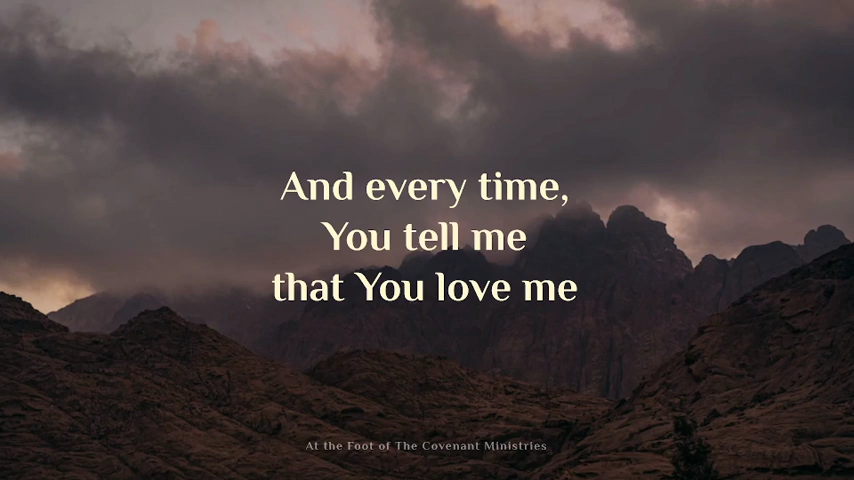 And every time,
You tell me
that You love me
At the Foot of The Covenant Ministries